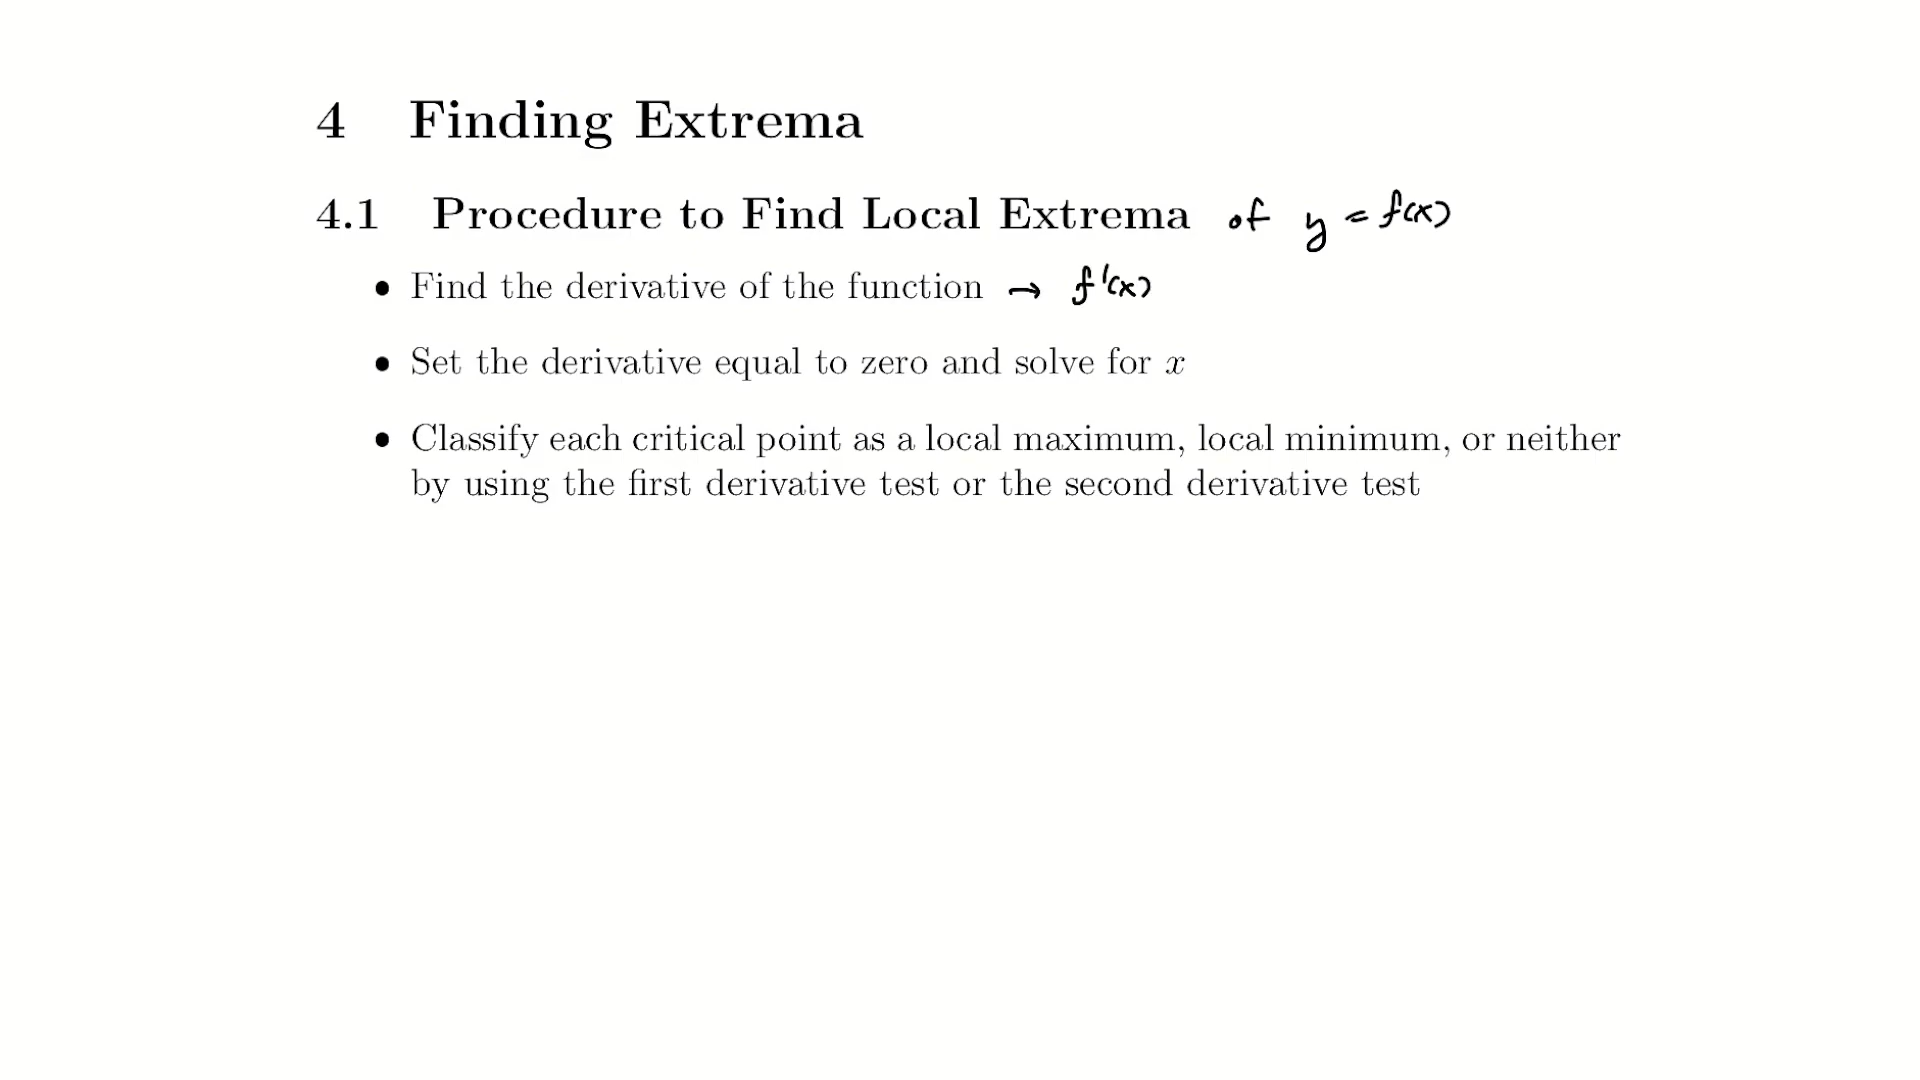 4 Finding Extrema
4.1 Procedure to Find Local Extrema of y = f(x)
• Find the derivative of the function → f'(x)
• Set the derivative equal to zero and solve for x
• Classify each critical point as a local maximum, local minimum, or neither
by using the first derivative test or the second derivative test